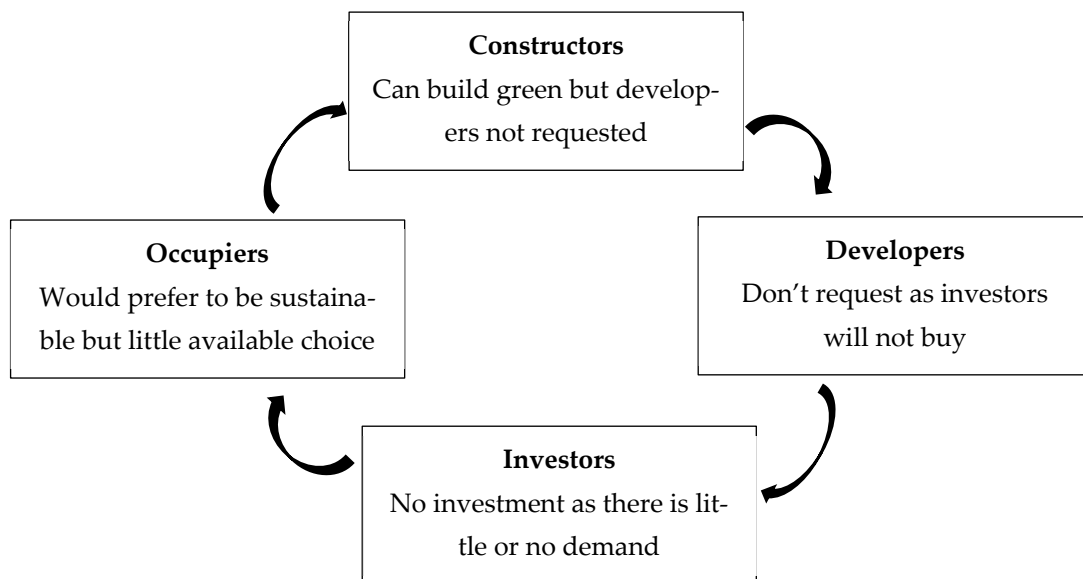 Constructors
Can build green but develop-
ers not requested
Occupiers
Would prefer to be sustaina-
ble but little available choice
Developers
Don’t request as investors
will not buy
Investors
No investment as there is lit-
tle or no demand